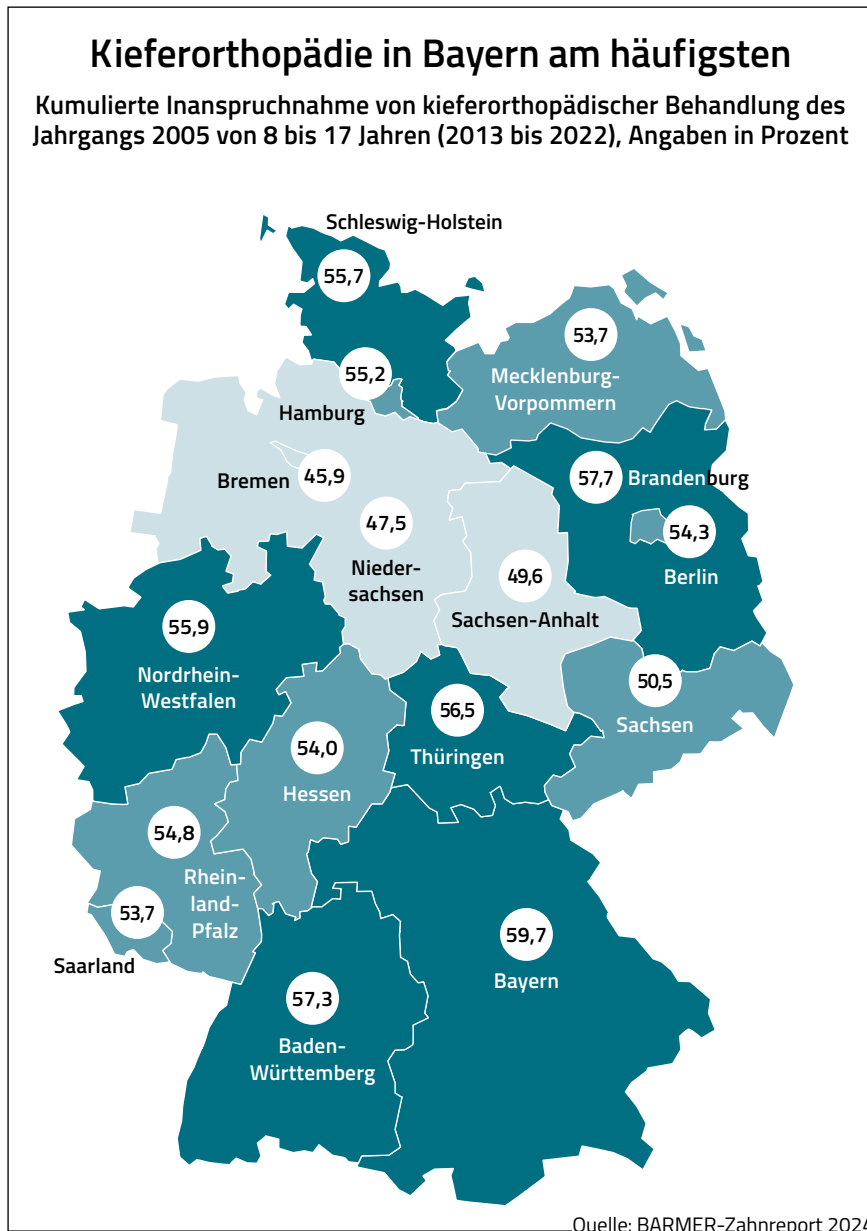 Kieferorthopädie in Bayern am häufigsten
Kumulierte Inanspruchnahme von kieferorthopädischer Behandlung des
Jahrgangs 2005 von 8 bis 17 Jahren (2013 bis 2022), Angaben in Prozent
Schleswig-Holstein
55,7
53,7
Mecklenburg-
Vorpommern
55,2
Hamburg
Bremen
45,9
57,7
Brandenburg
54,3
Berlin
47,5
Nieder-
sachsen
49,6
Sachsen-Anhalt
55,9
Nordrhein-
Westfalen
50,5
Sachsen
56,5
Thüringen
54,0
Hessen
54,8
Rhein-
land-
Pfalz
53,7
Saarland
59,7
Bayern
57,3
Baden-
Württemberg
Quelle: BARMER-Zahnreport 2024